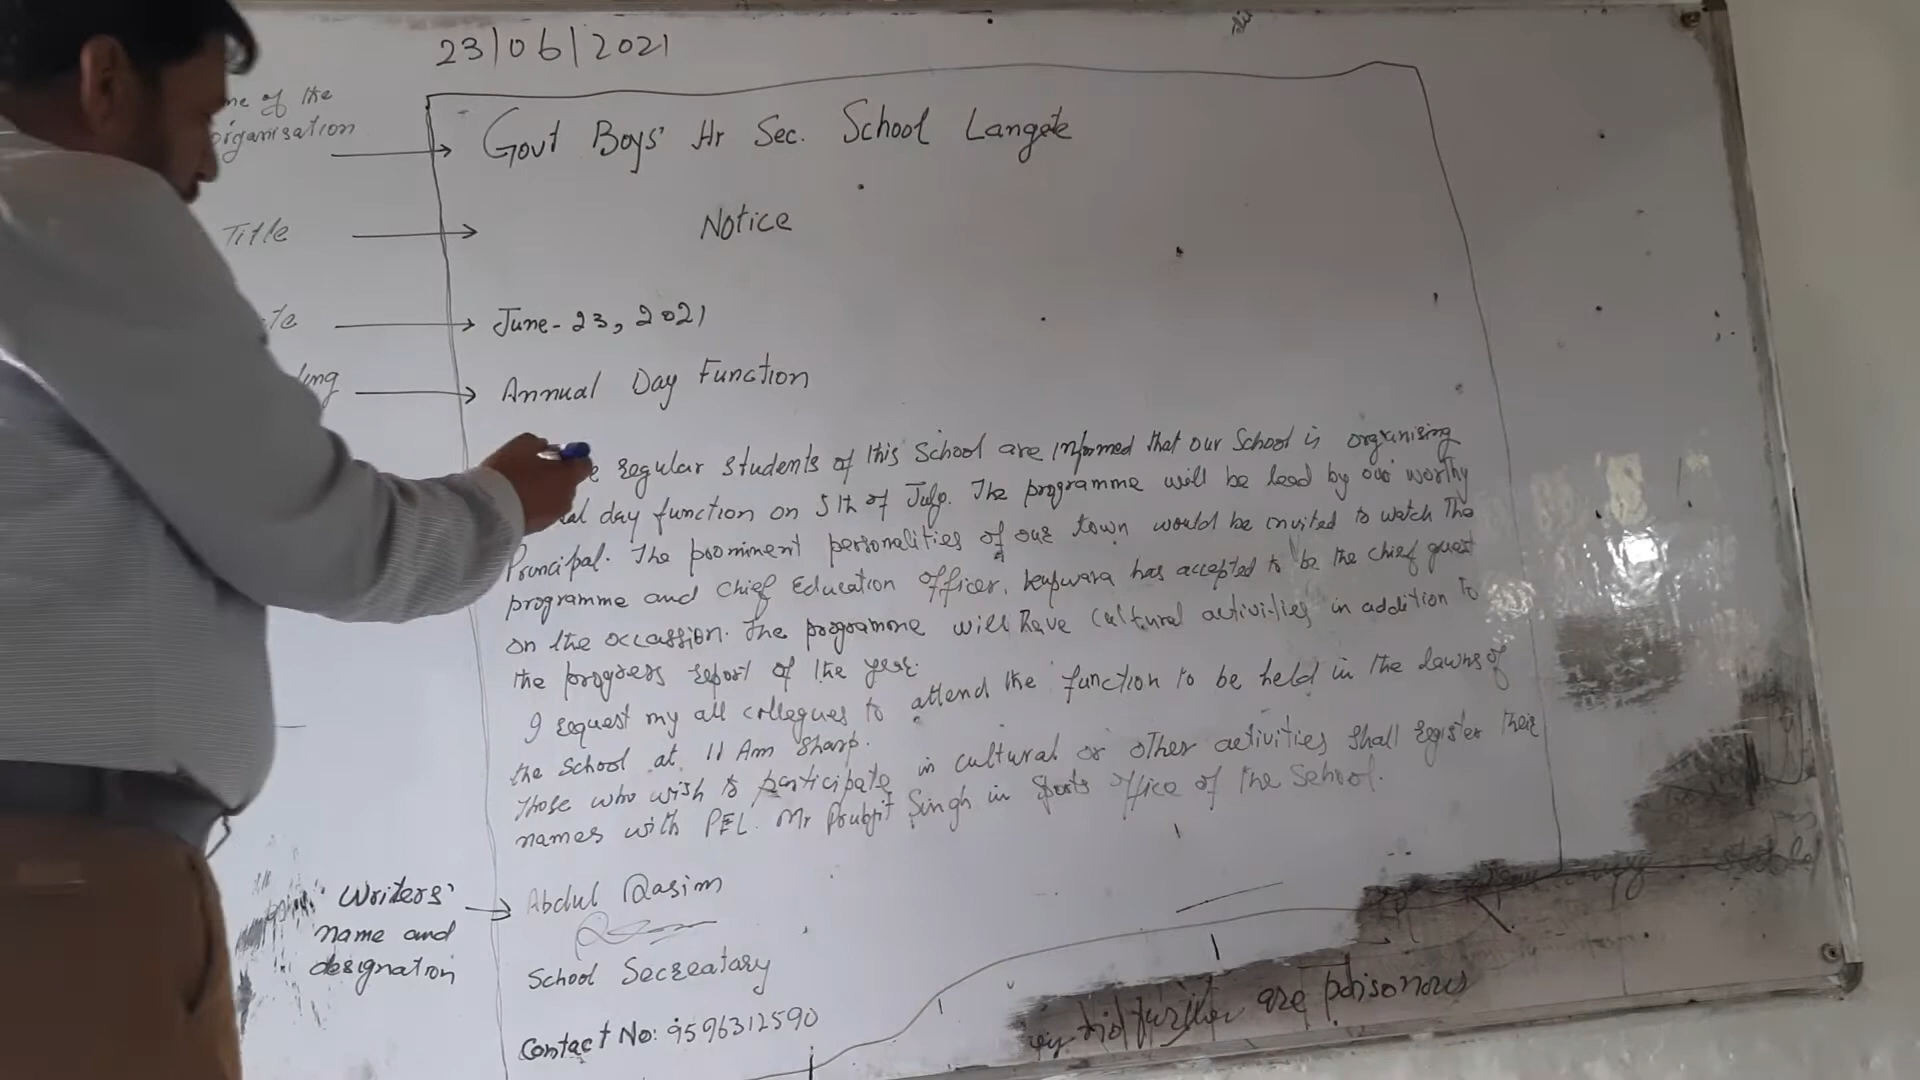 23/06/2021
me of the
organisation
Govt Boys' Hr Sec. School Langate
Title
Notice
te
June-23, 2021
ing
Annual Day Function
e regular students of this School are informed that our School is organising
al day function on 5th of July. The programme will be lead by our worthy
Principal. The prominent personalities of our town would be invited to watch the
programme and Chief Education Officer, kupwara has accepted to be the chief guest
on the occassion. The programme will have cultural activities in addition to
the progress report of the year.
I request my all collegues to attend the function to be held in the lawns of
the School at 11 Am Sharp.
Those who wish to participate in cultural or other activities shall register their
names with PEL. Mr Prubjit Singh in Sports office of the School.
Writers'
name and
designation
Abdul Qasim
School Secreatary
Contact No: 9596312590
are poisonous